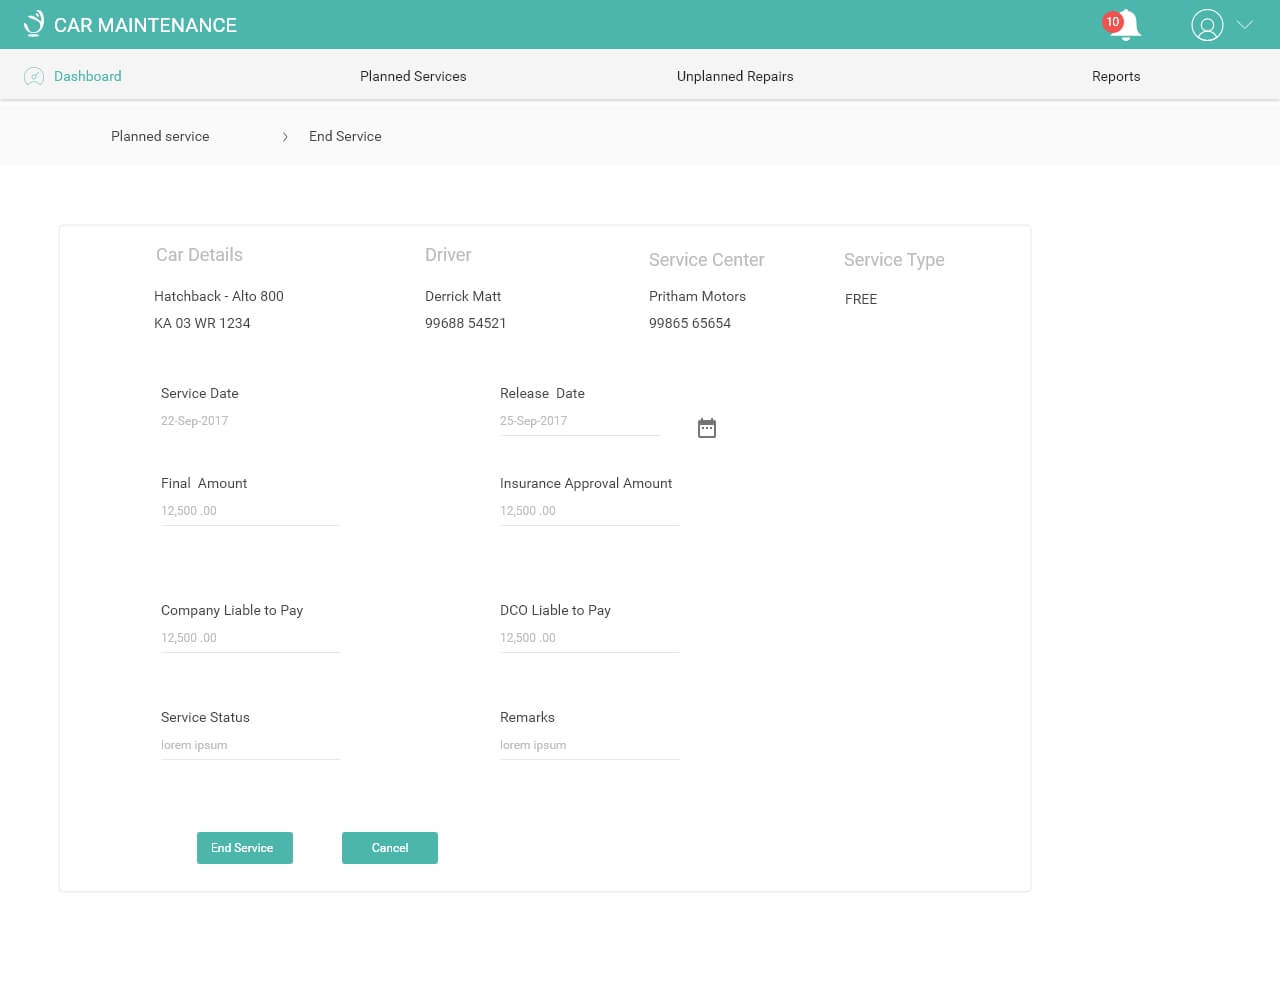 CAR MAINTENANCE
10
Dashboard
Planned Services
Unplanned Repairs
Reports
Planned service
End Service
Car Details
Driver
Service Center
Service Type
Hatchback - Alto 800
Derrick Matt
Pritham Motors
FREE
KA 03 WR 1234
99688 54521
99865 65654
Service Date
Release  Date
22-Sep-2017
25-Sep-2017
Final  Amount
Insurance Approval Amount
12,500 .00
12,500 .00
Company Liable to Pay
DCO Liable to Pay
12,500 .00
12,500 .00
Service Status
Remarks
lorem ipsum
lorem ipsum
End Service
Cancel